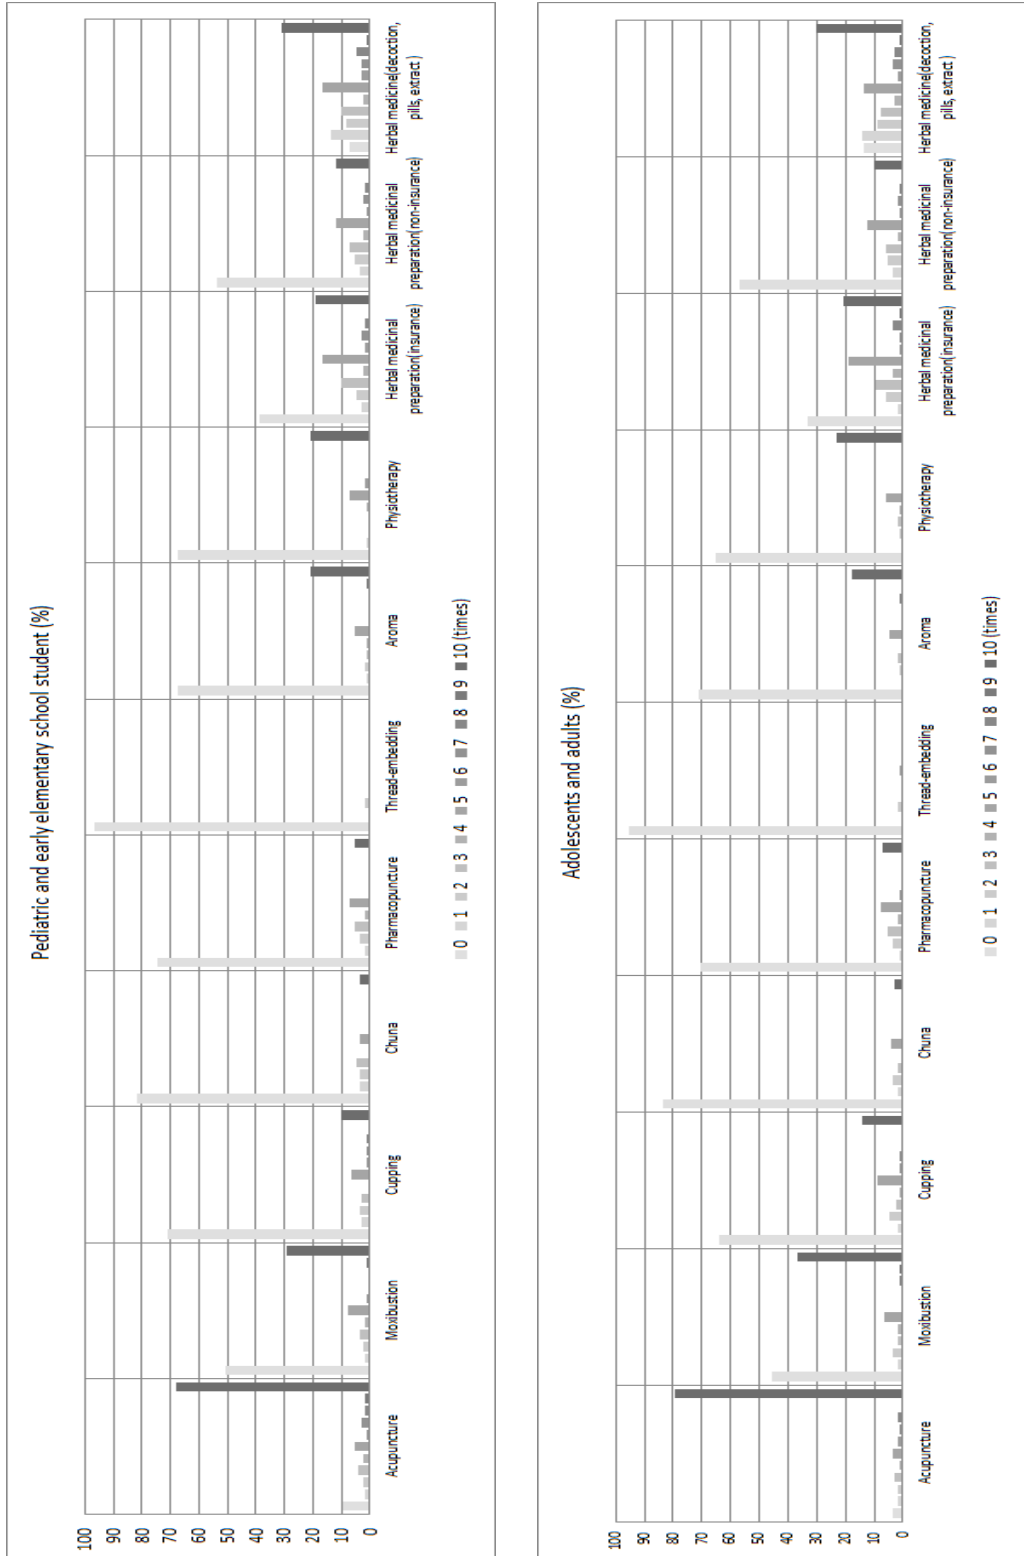 Pediatric and early elementary school student (%)
100
90
80
70
60
50
40
30
20
10
0
Acupuncture
Moxibustion
Cupping
Chuna
Pharmacopuncture
Thread-embedding
Aroma
Physiotherapy
Herbal medicinal
preparation(insurance)
Herbal medicinal
preparation(non-insurance)
Herbal medicine(decoction,
pills, extract )
0 1 2 3 4 5 6 7 8 9 10 (times)
Adolescents and adults (%)
100
90
80
70
60
50
40
30
20
10
0
Acupuncture
Moxibustion
Cupping
Chuna
Pharmacopuncture
Thread-embedding
Aroma
Physiotherapy
Herbal medicinal
preparation(insurance)
Herbal medicinal
preparation(non-insurance)
Herbal medicine(decoction,
pills, extract )
0 1 2 3 4 5 6 7 8 9 10 (times)